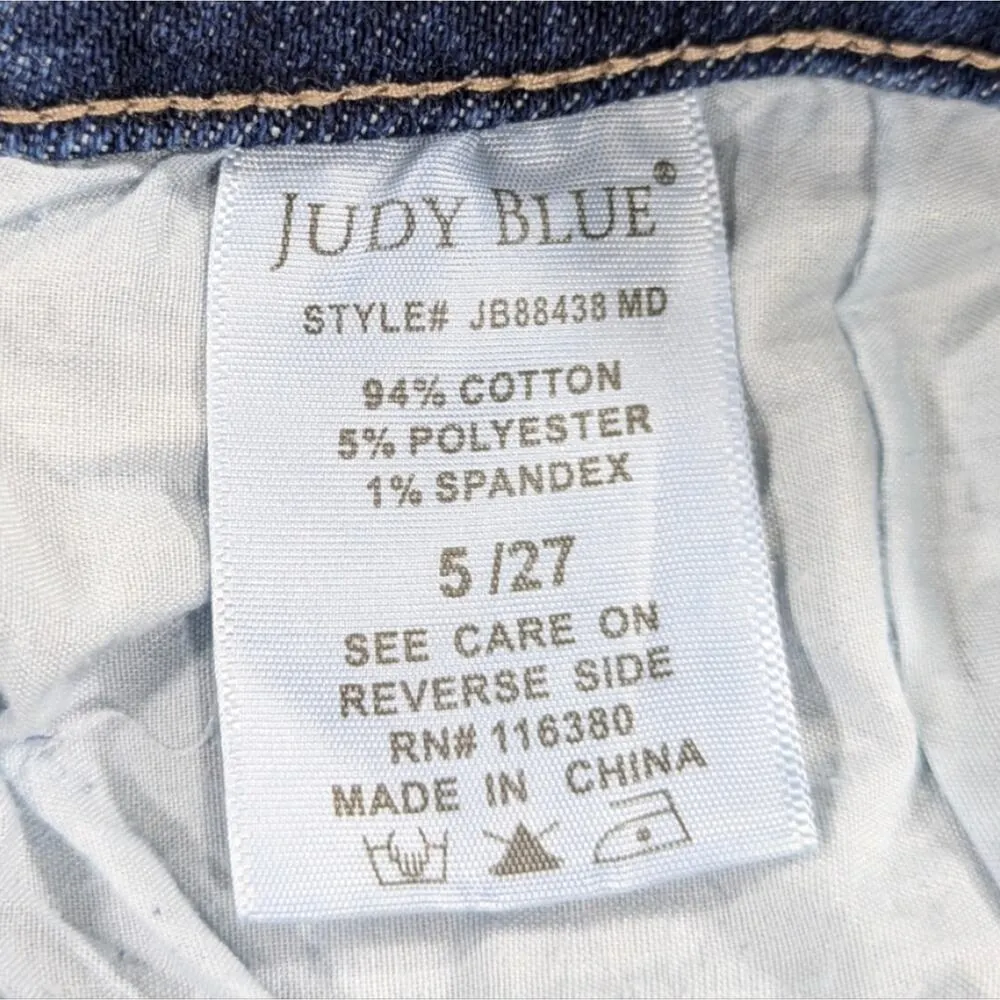 JUDY BLUE®
STYLE# JB88438 MD
94% COTTON
5% POLYESTER
1% SPANDEX
5 /27
SEE CARE ON
REVERSE SIDE
RN# 116380
MADE IN CHINA